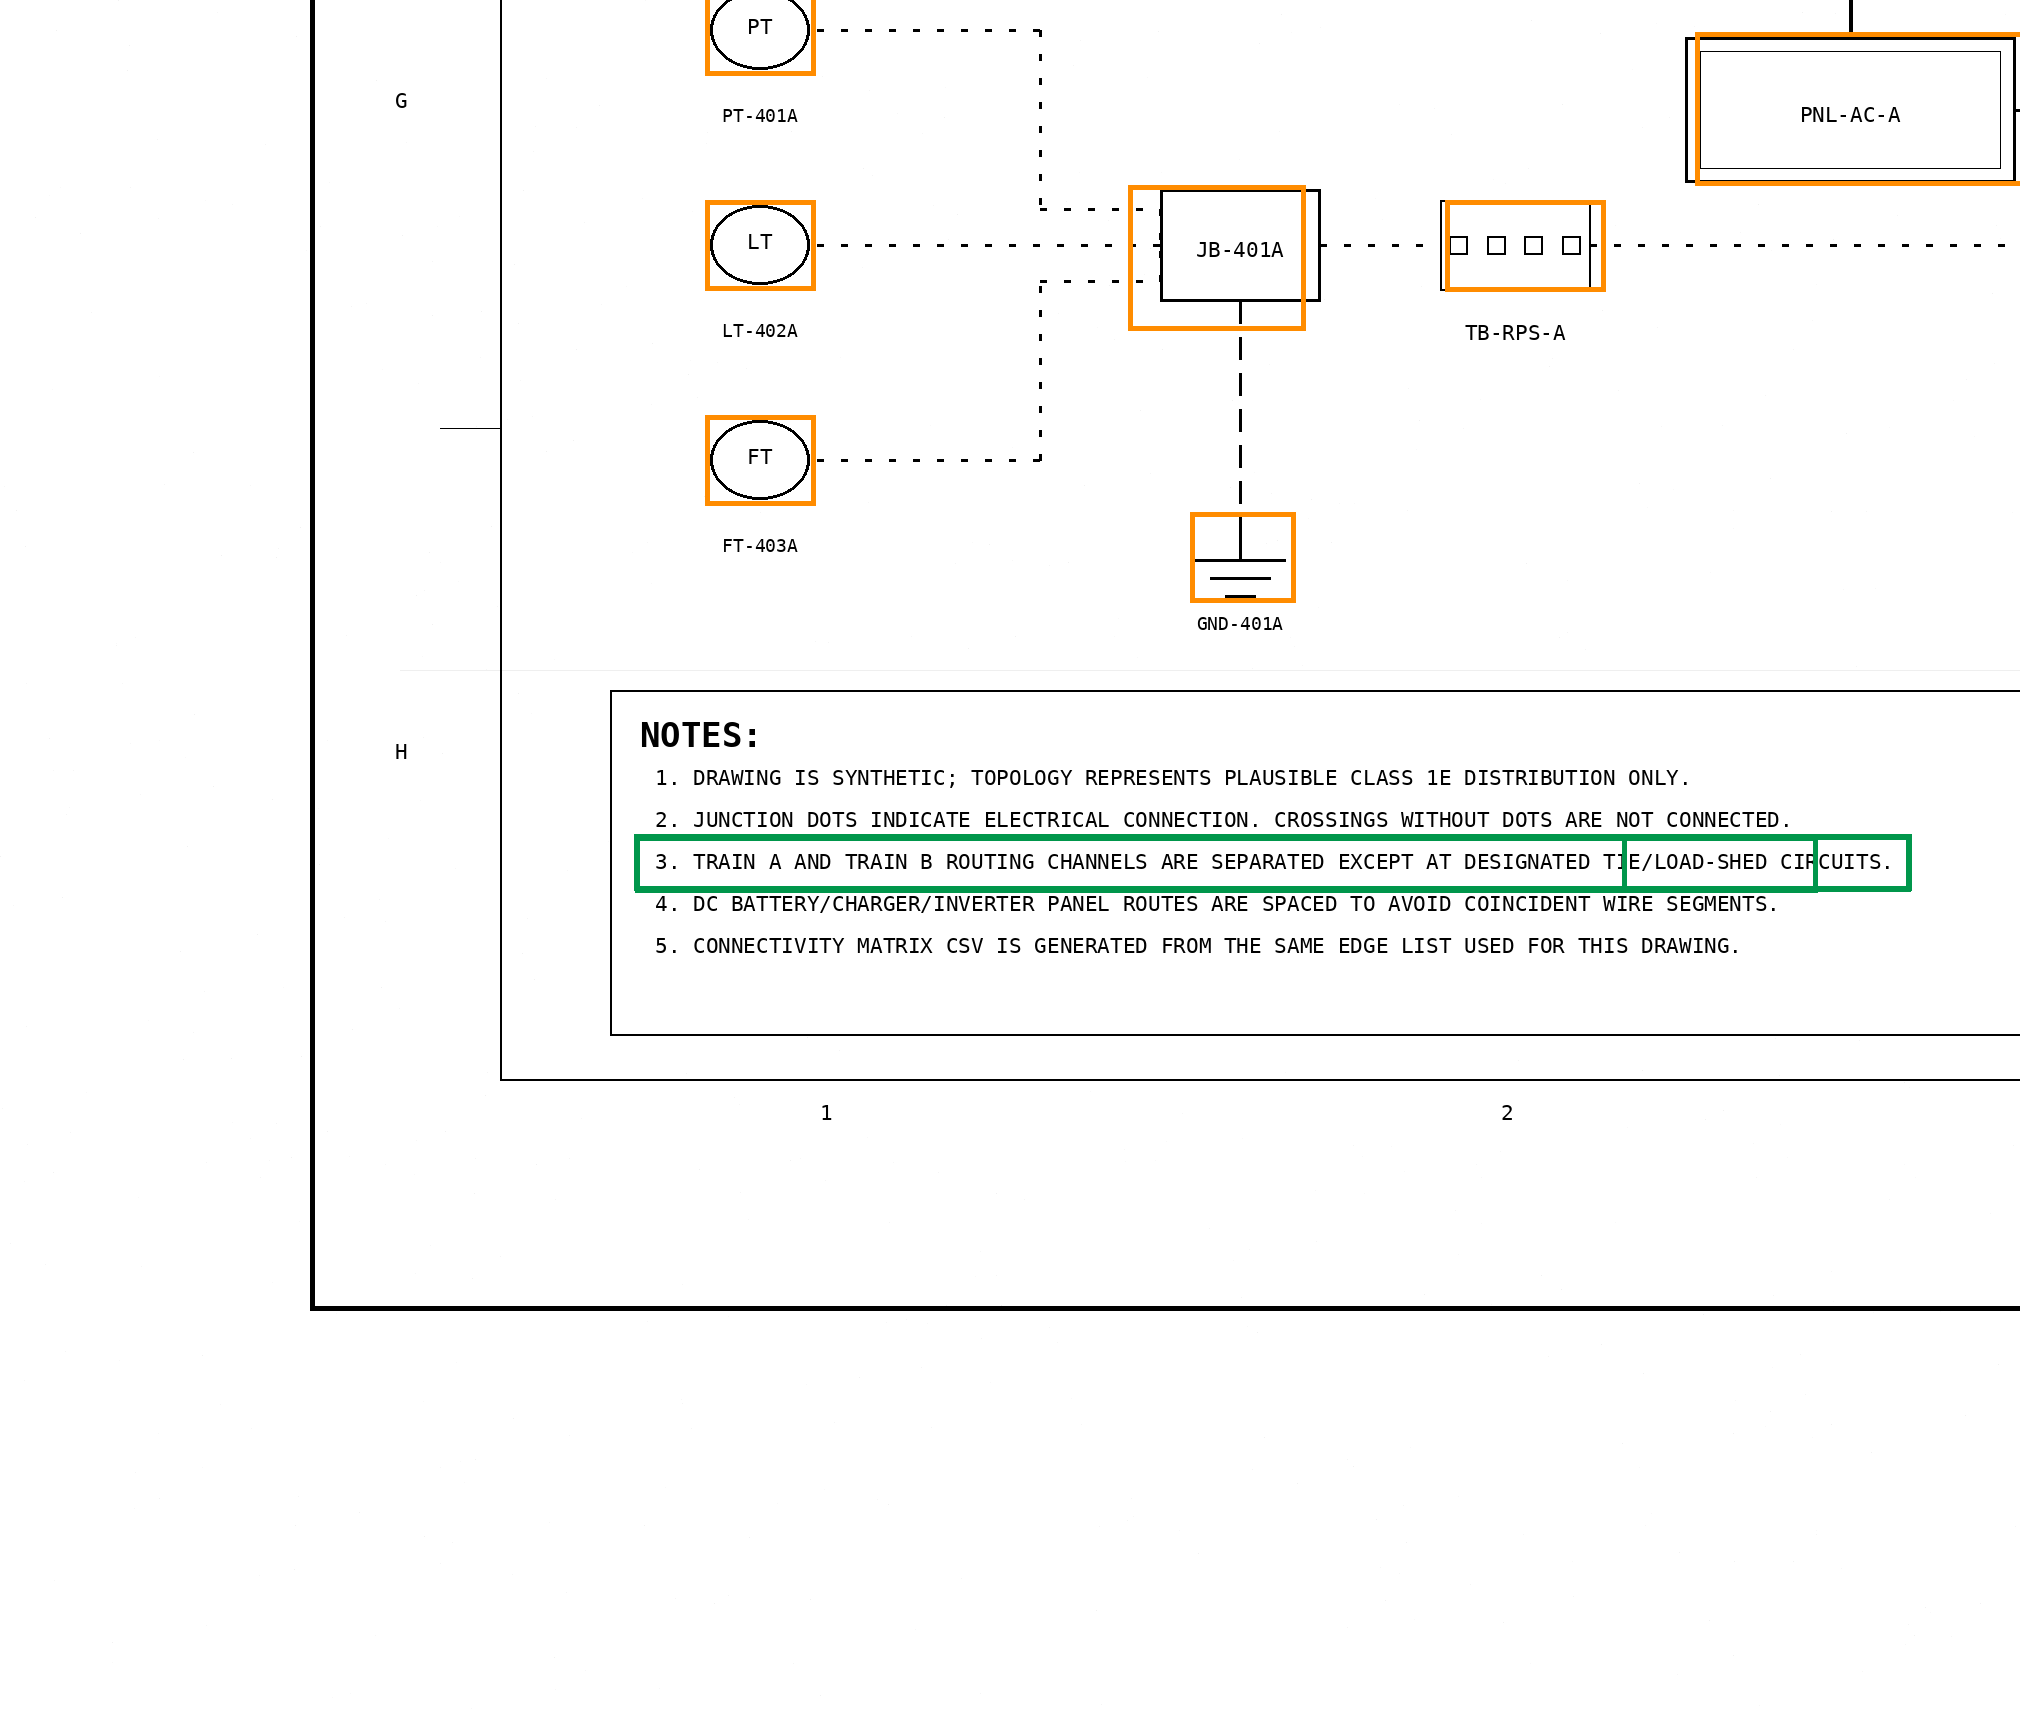 PT
G
PT-401A
PNL-AC-A
LT
JB-401A
LT-402A
TB-RPS-A
FT
FT-403A
GND-401A
H
NOTES:
1. DRAWING IS SYNTHETIC; TOPOLOGY REPRESENTS PLAUSIBLE CLASS 1E DISTRIBUTION ONLY.
2. JUNCTION DOTS INDICATE ELECTRICAL CONNECTION. CROSSINGS WITHOUT DOTS ARE NOT CONNECTED.
3. TRAIN A AND TRAIN B ROUTING CHANNELS ARE SEPARATED EXCEPT AT DESIGNATED TIE/LOAD-SHED CIRCUITS.
4. DC BATTERY/CHARGER/INVERTER PANEL ROUTES ARE SPACED TO AVOID COINCIDENT WIRE SEGMENTS.
5. CONNECTIVITY MATRIX CSV IS GENERATED FROM THE SAME EDGE LIST USED FOR THIS DRAWING.
1
2